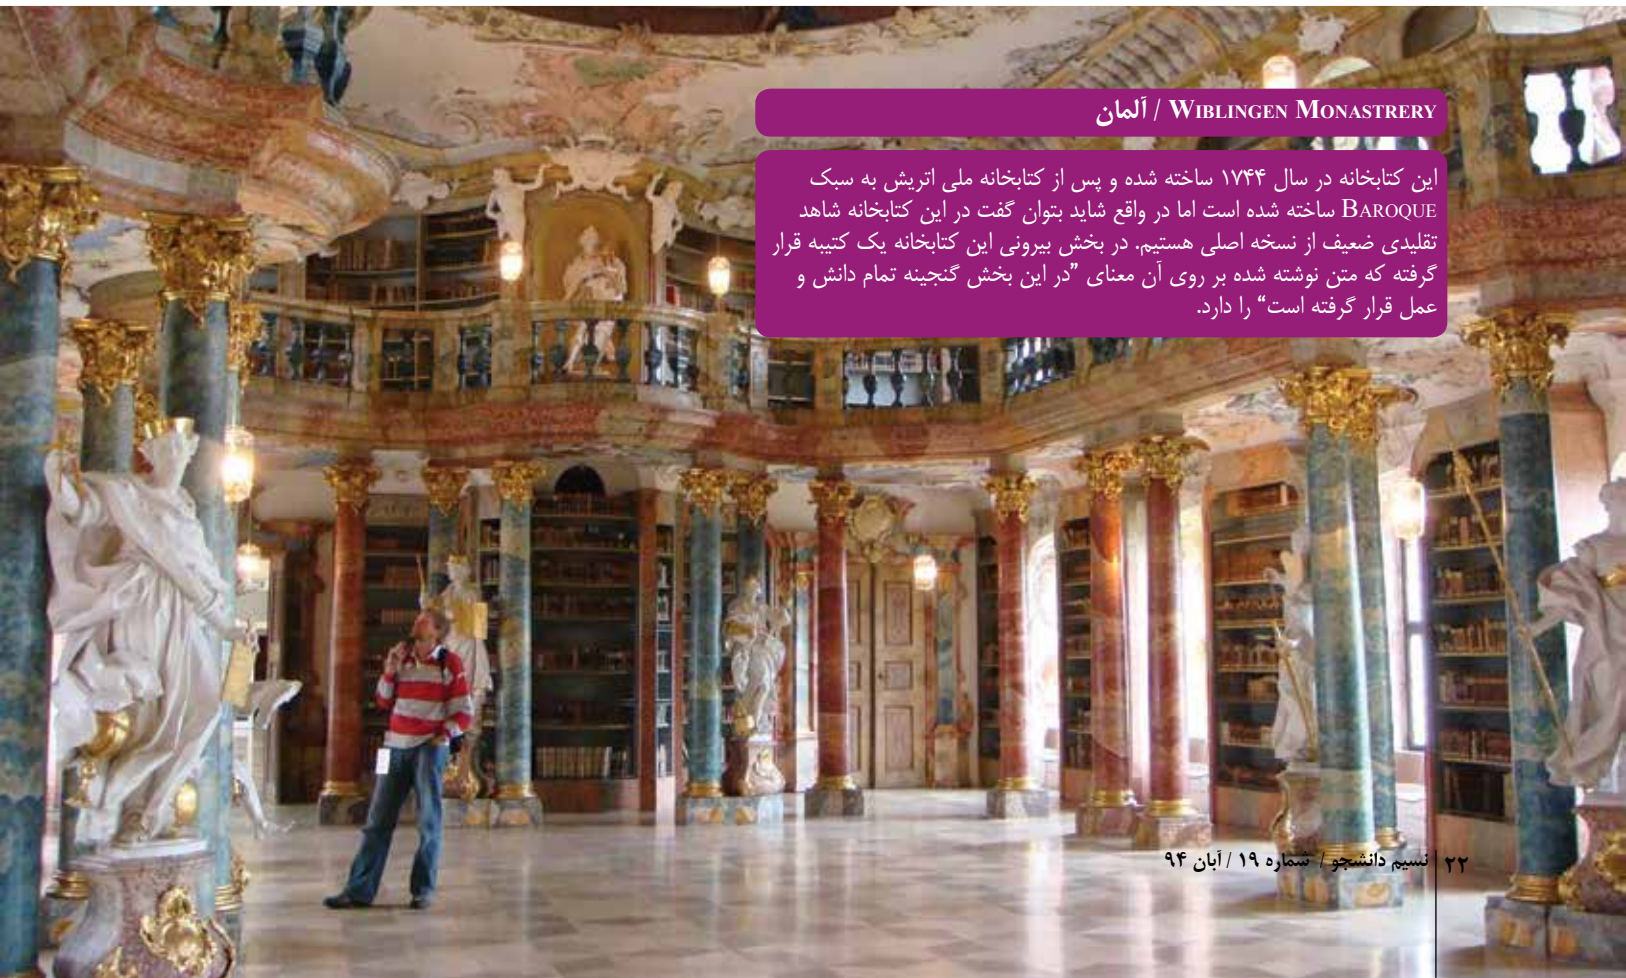 WIBLINGEN MONASTRERY / آلمان
این کتابخانه در سال ۱۷۴۴ ساخته شده و پس از کتابخانه ملی اتریش به سبک
BAROQUE ساخته شده است اما در واقع شاید بتوان گفت در این کتابخانه شاهد
تقلیدی ضعیف از نسخه اصلی هستیم. در بخش بیرونی این کتابخانه یک کتیبه قرار
گرفته که متن نوشته شده بر روی آن معنای ”در این بخش گنجینه تمام دانش و
عمل قرار گرفته است“ را دارد.
۲۲ | نسیم دانشجو / شماره ۱۹ / آبان ۹۴